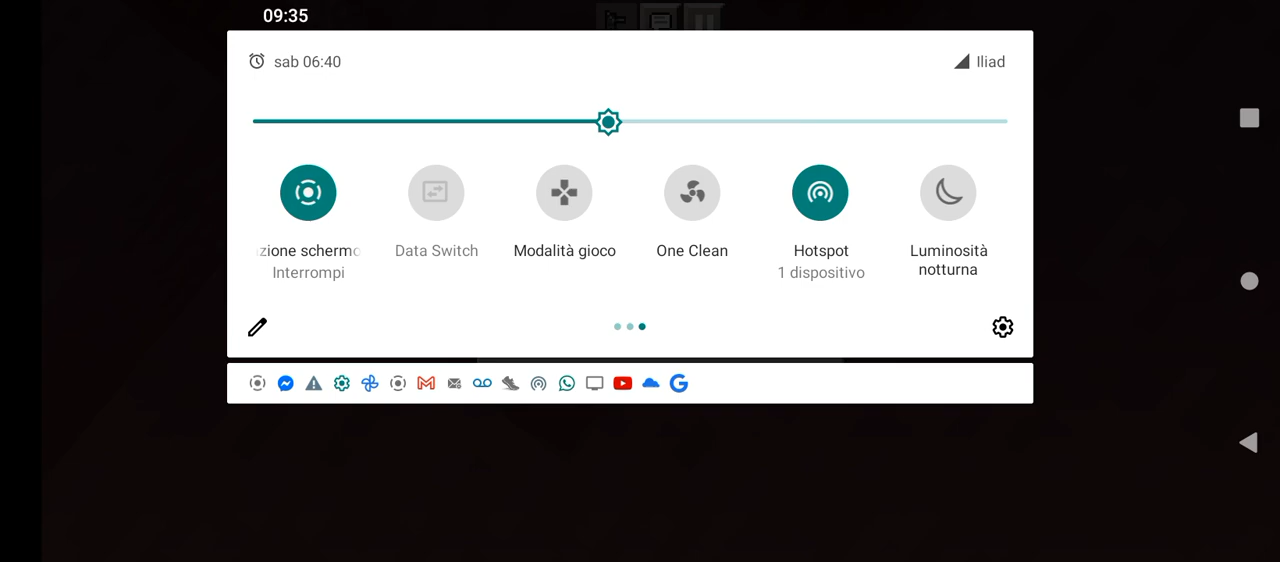 09:35
sab 06:40
Iliad
zione schermo
Interrompi
Data Switch
Modalità gioco
One Clean
Hotspot
1 dispositivo
Luminosità
notturna